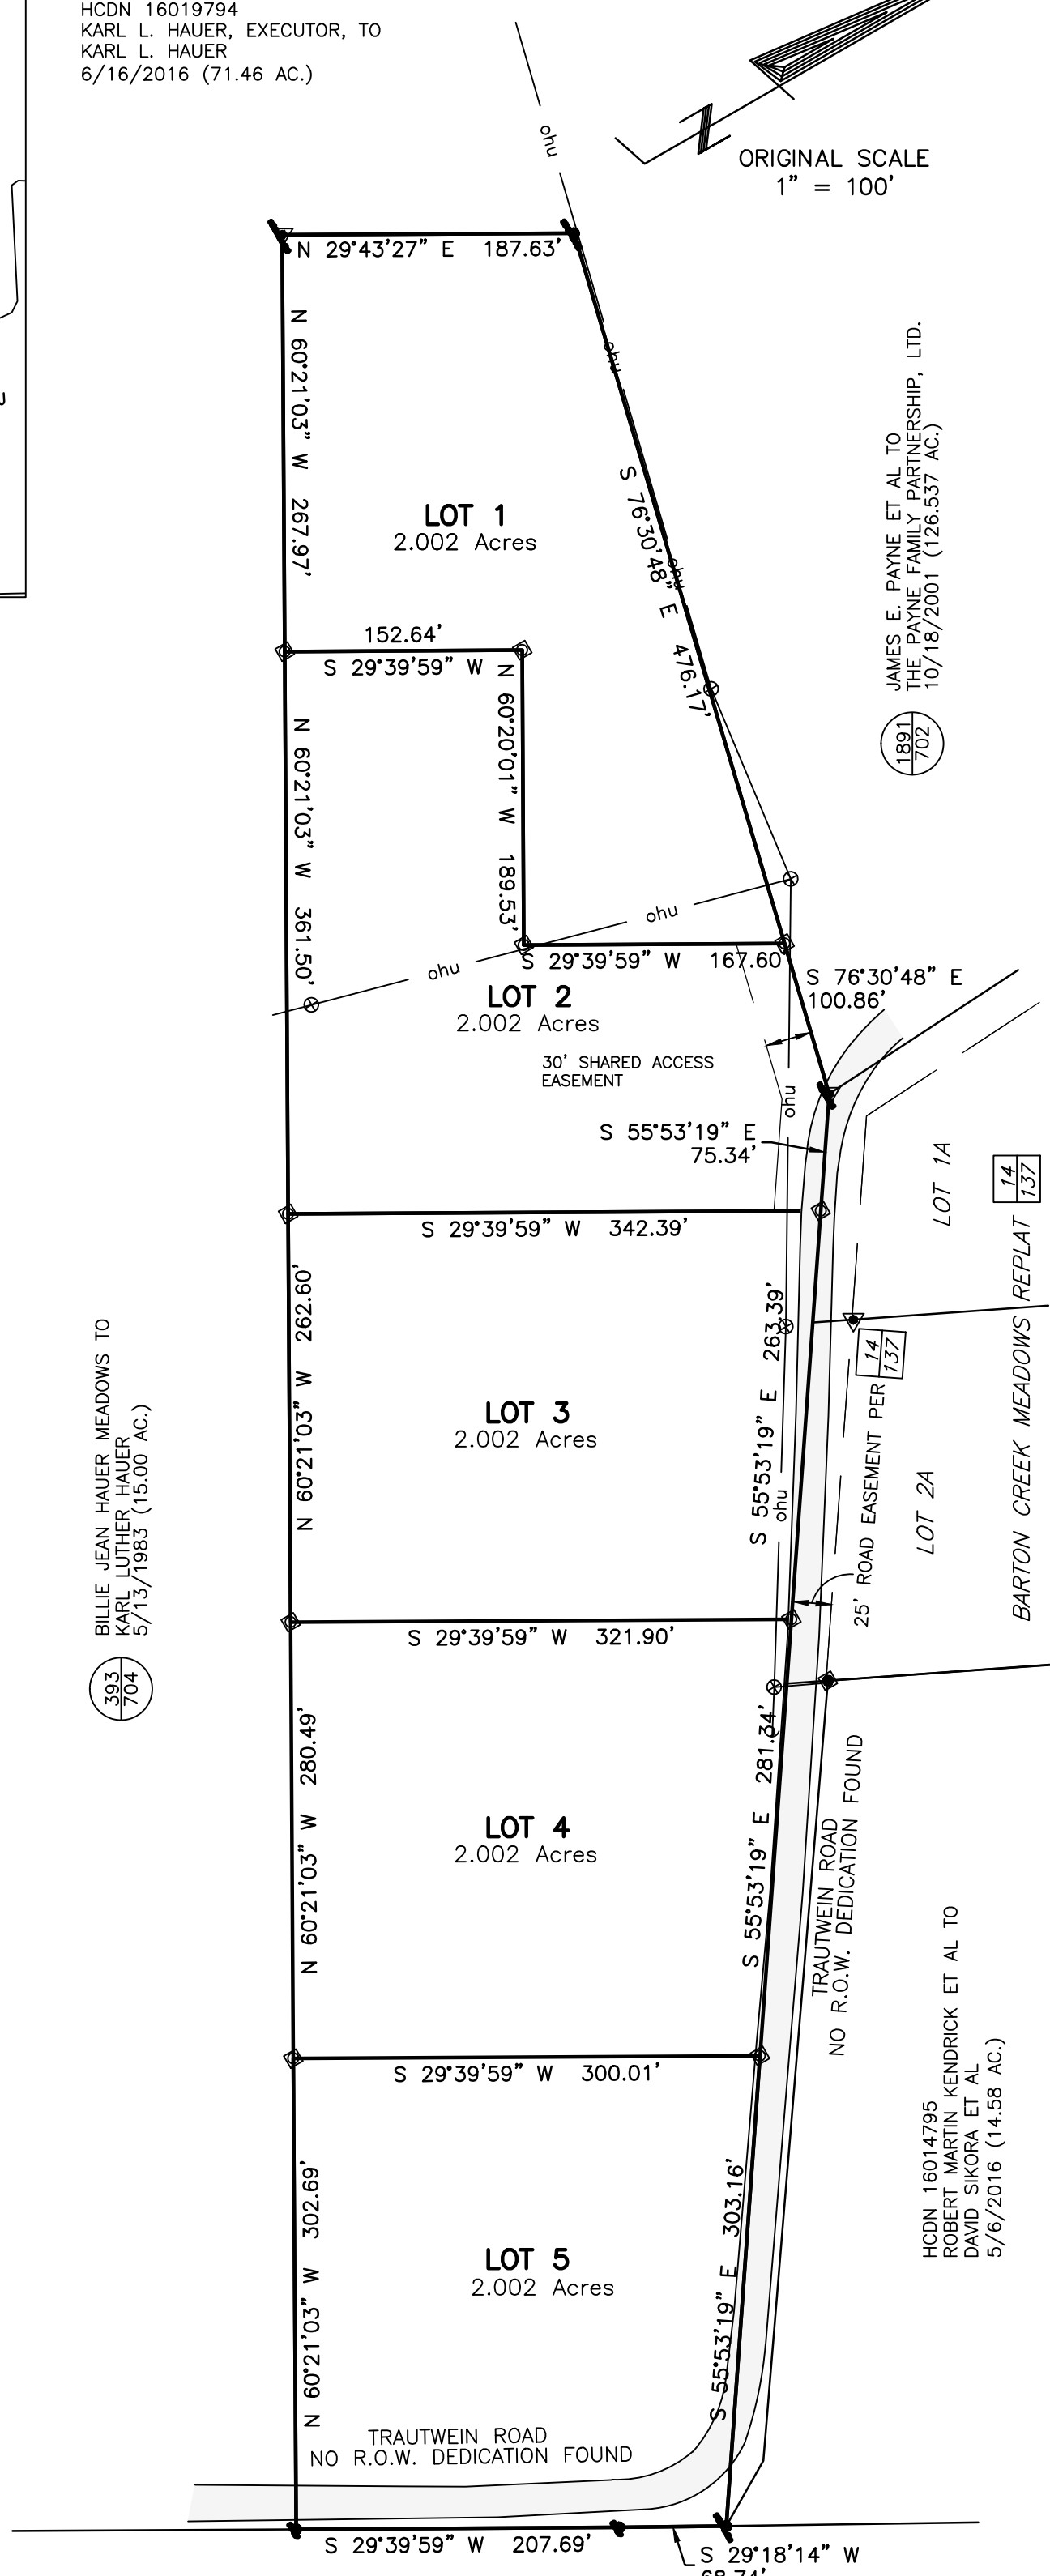 HCDN 16019794
KARL L. HAUER, EXECUTOR, TO
KARL L. HAUER
6/16/2016 (71.46 AC.)
ohu
N
ORIGINAL SCALE
1" = 100'
N 29°43'27" E 187.63'
N 60°21'03" W 267.97'
ohu
S 76°30'48" E 476.17'
ohu
LOT 1
2.002 Acres
JAMES E. PAYNE ET AL TO
THE PAYNE FAMILY PARTNERSHIP, LTD.
10/18/2001 (126.537 AC.)
1891
702
152.64'
S 29°39'59" W
N 60°20'01" W 189.53'
N 60°21'03" W 361.50'
ohu
ohu
S 29°39'59" W 167.60'
S 76°30'48" E
100.86'
LOT 2
2.002 Acres
30' SHARED ACCESS
EASEMENT
ohu
S 55°53'19" E
75.34'
LOT 1A
14
137
S 29°39'59" W 342.39'
N 60°21'03" W 262.60'
S 55°53'19" E 263.39'
ohu
BARTON CREEK MEADOWS REPLAT
14
137
25' ROAD EASEMENT PER
LOT 2A
LOT 3
2.002 Acres
BILLIE JEAN HAUER MEADOWS TO
KARL LUTHER HAUER
5/13/1983 (15.00 AC.)
393
704
S 29°39'59" W 321.90'
N 60°21'03" W 280.49'
S 55°53'19" E 281.34'
LOT 4
2.002 Acres
TRAUTWEIN ROAD
NO R.O.W. DEDICATION FOUND
HCDN 16014795
ROBERT MARTIN KENDRICK ET AL TO
DAVID SIKORA ET AL
5/6/2016 (14.58 AC.)
S 29°39'59" W 300.01'
N 60°21'03" W 302.69'
S 55°53'19" E 303.16'
LOT 5
2.002 Acres
TRAUTWEIN ROAD
NO R.O.W. DEDICATION FOUND
S 29°39'59" W 207.69'
S 29°18'14" W
68.74'